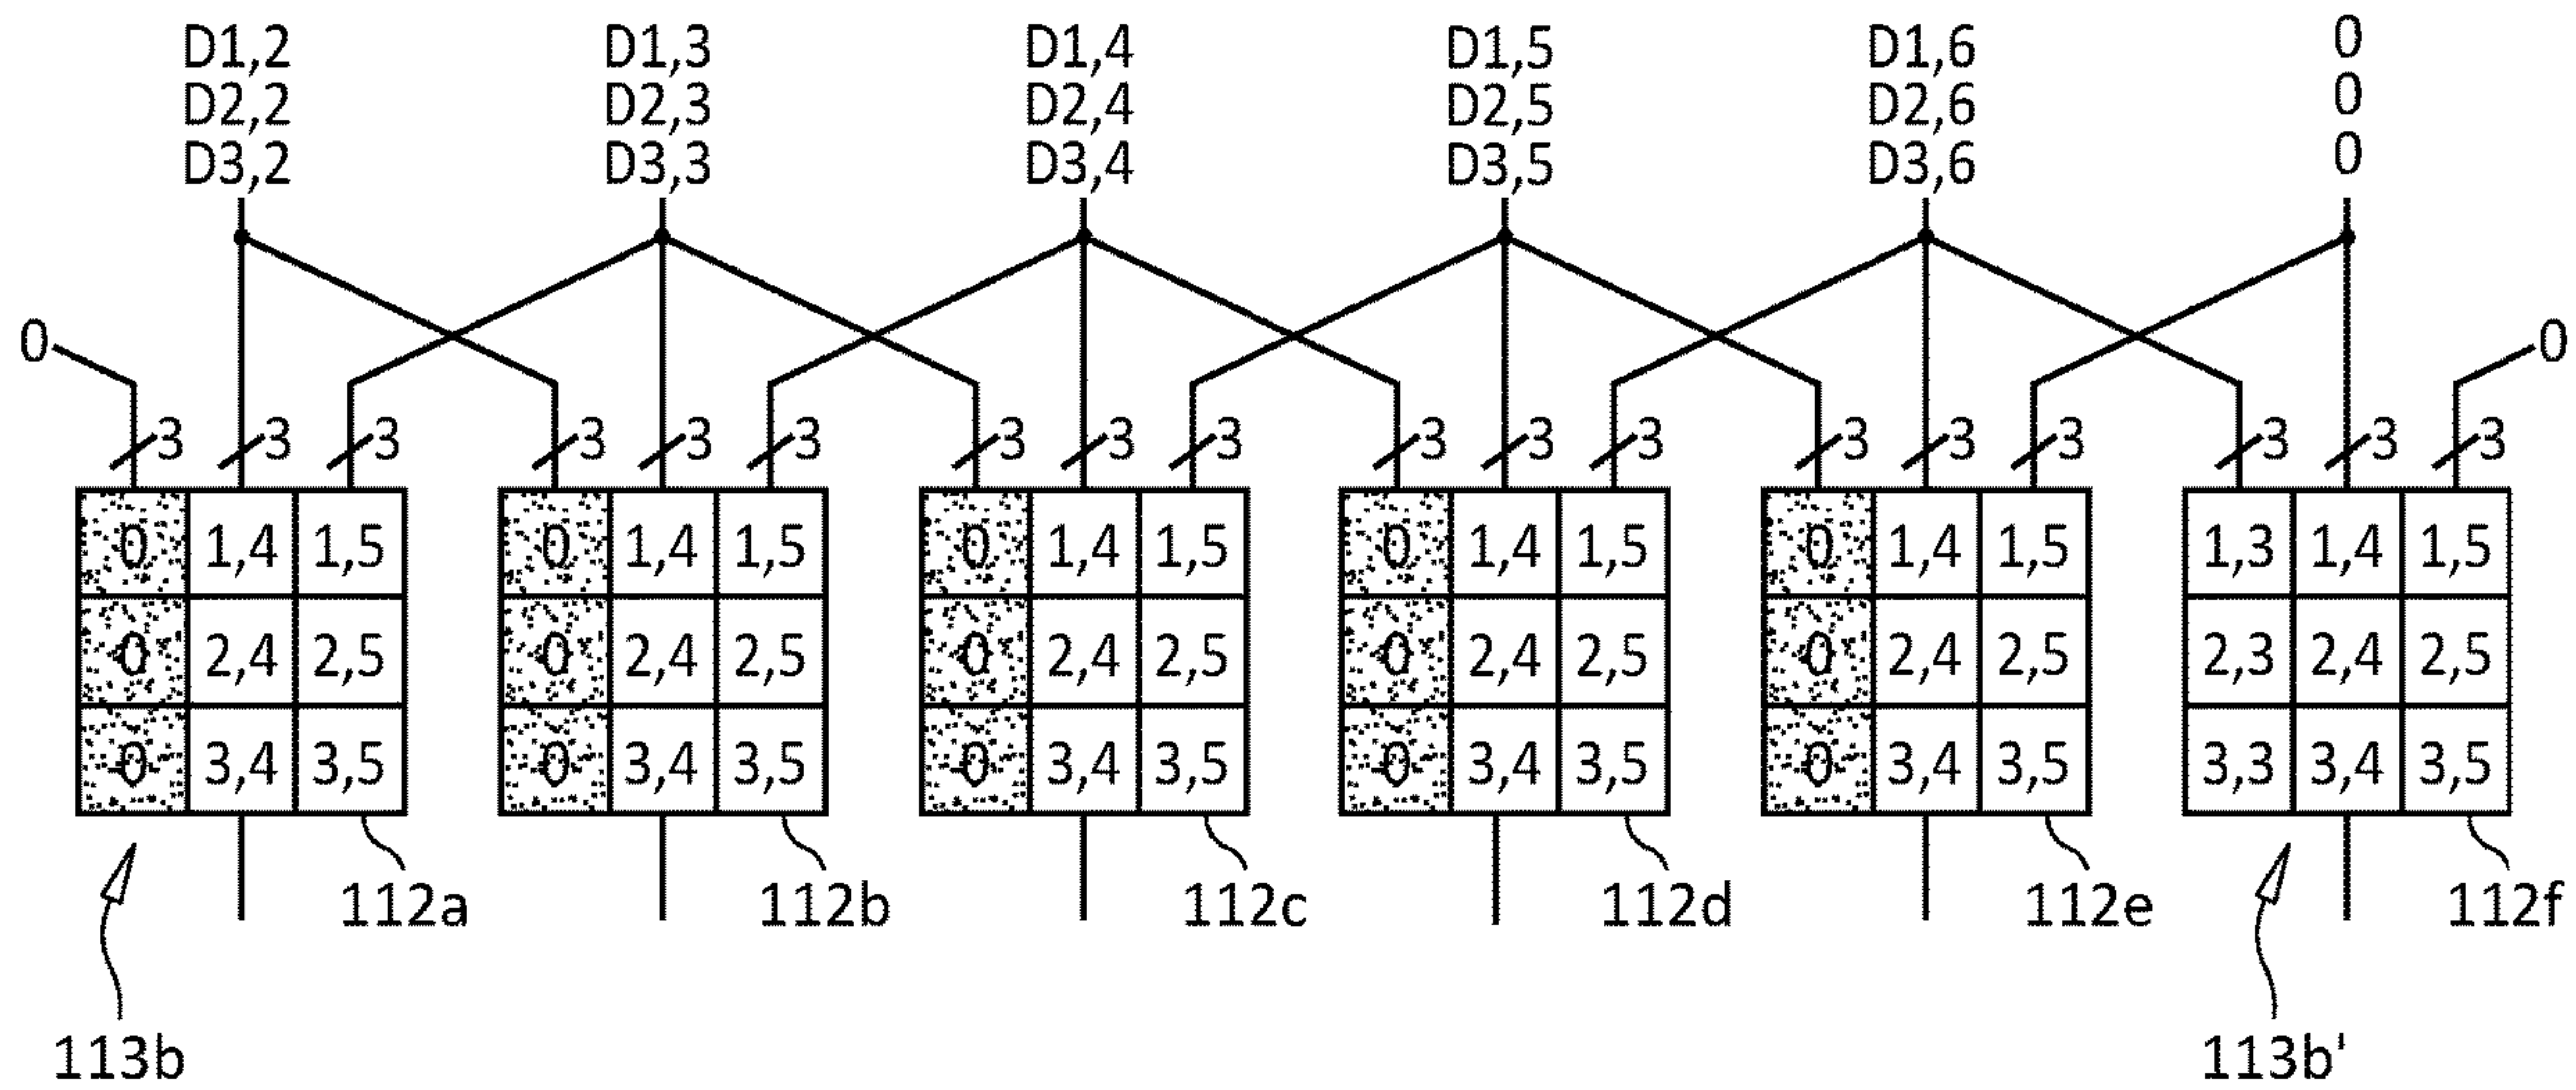 D1,2 D1,3 D1,4 D1,5 D1,6 0
D2,2 D2,3 D2,4 D2,5 D2,6 0
D3,2 D3,3 D3,4 D3,5 D3,6 0
0 0
3 3 3 3 3 3 3 3 3 3 3 3 3 3 3 3 3 3
0 1,4 1,5 0 1,4 1,5 0 1,4 1,5 0 1,4 1,5 0 1,4 1,5 1,3 1,4 1,5
0 2,4 2,5 0 2,4 2,5 0 2,4 2,5 0 2,4 2,5 0 2,4 2,5 2,3 2,4 2,5
0 3,4 3,5 0 3,4 3,5 0 3,4 3,5 0 3,4 3,5 0 3,4 3,5 3,3 3,4 3,5
112a 112b 112c 112d 112e 112f
113b 113b'